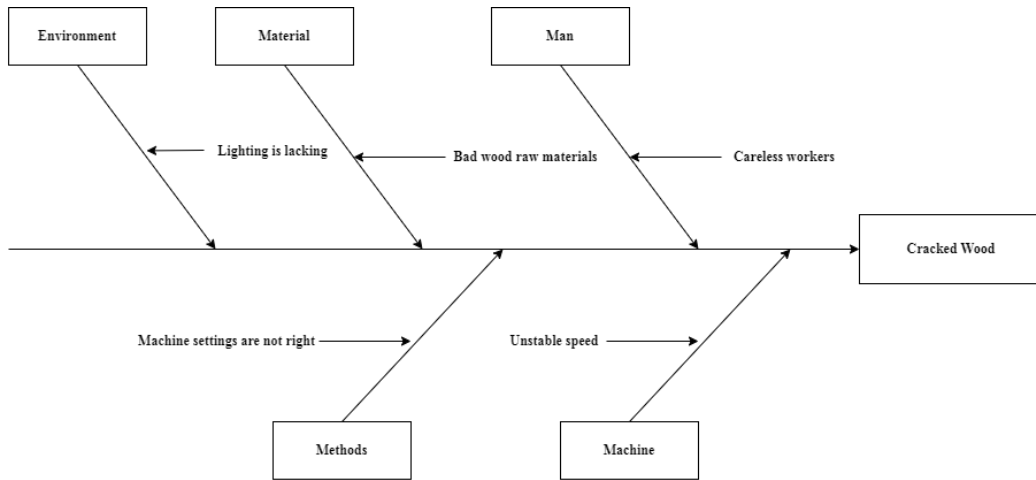 Environment
Material
Man
Lighting is lacking
Bad wood raw materials
Careless workers
Cracked Wood
Machine settings are not right
Unstable speed
Methods
Machine